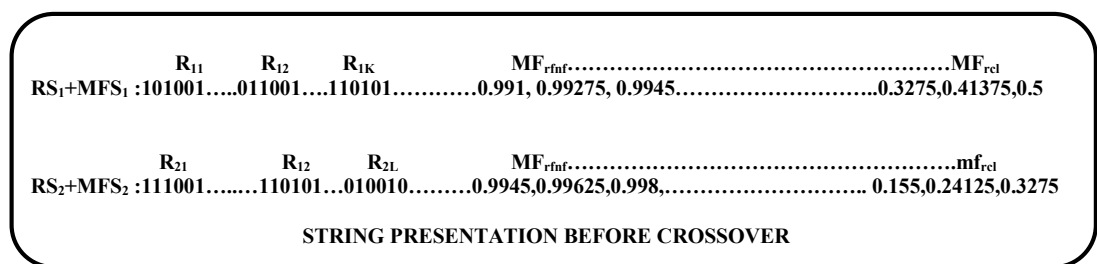 R11 R12 R1K MFrfnf……………………………………………MFrcl
RS1+MFS1 :101001…..011001….110101…………0.991, 0.99275, 0.9945………………………..0.3275,0.41375,0.5
R21 R12 R2L MFrfnf…………………………………………….mfrcl
RS2+MFS2 :111001…..…110101…010010………0.9945,0.99625,0.998,……………………….. 0.155,0.24125,0.3275
STRING PRESENTATION BEFORE CROSSOVER